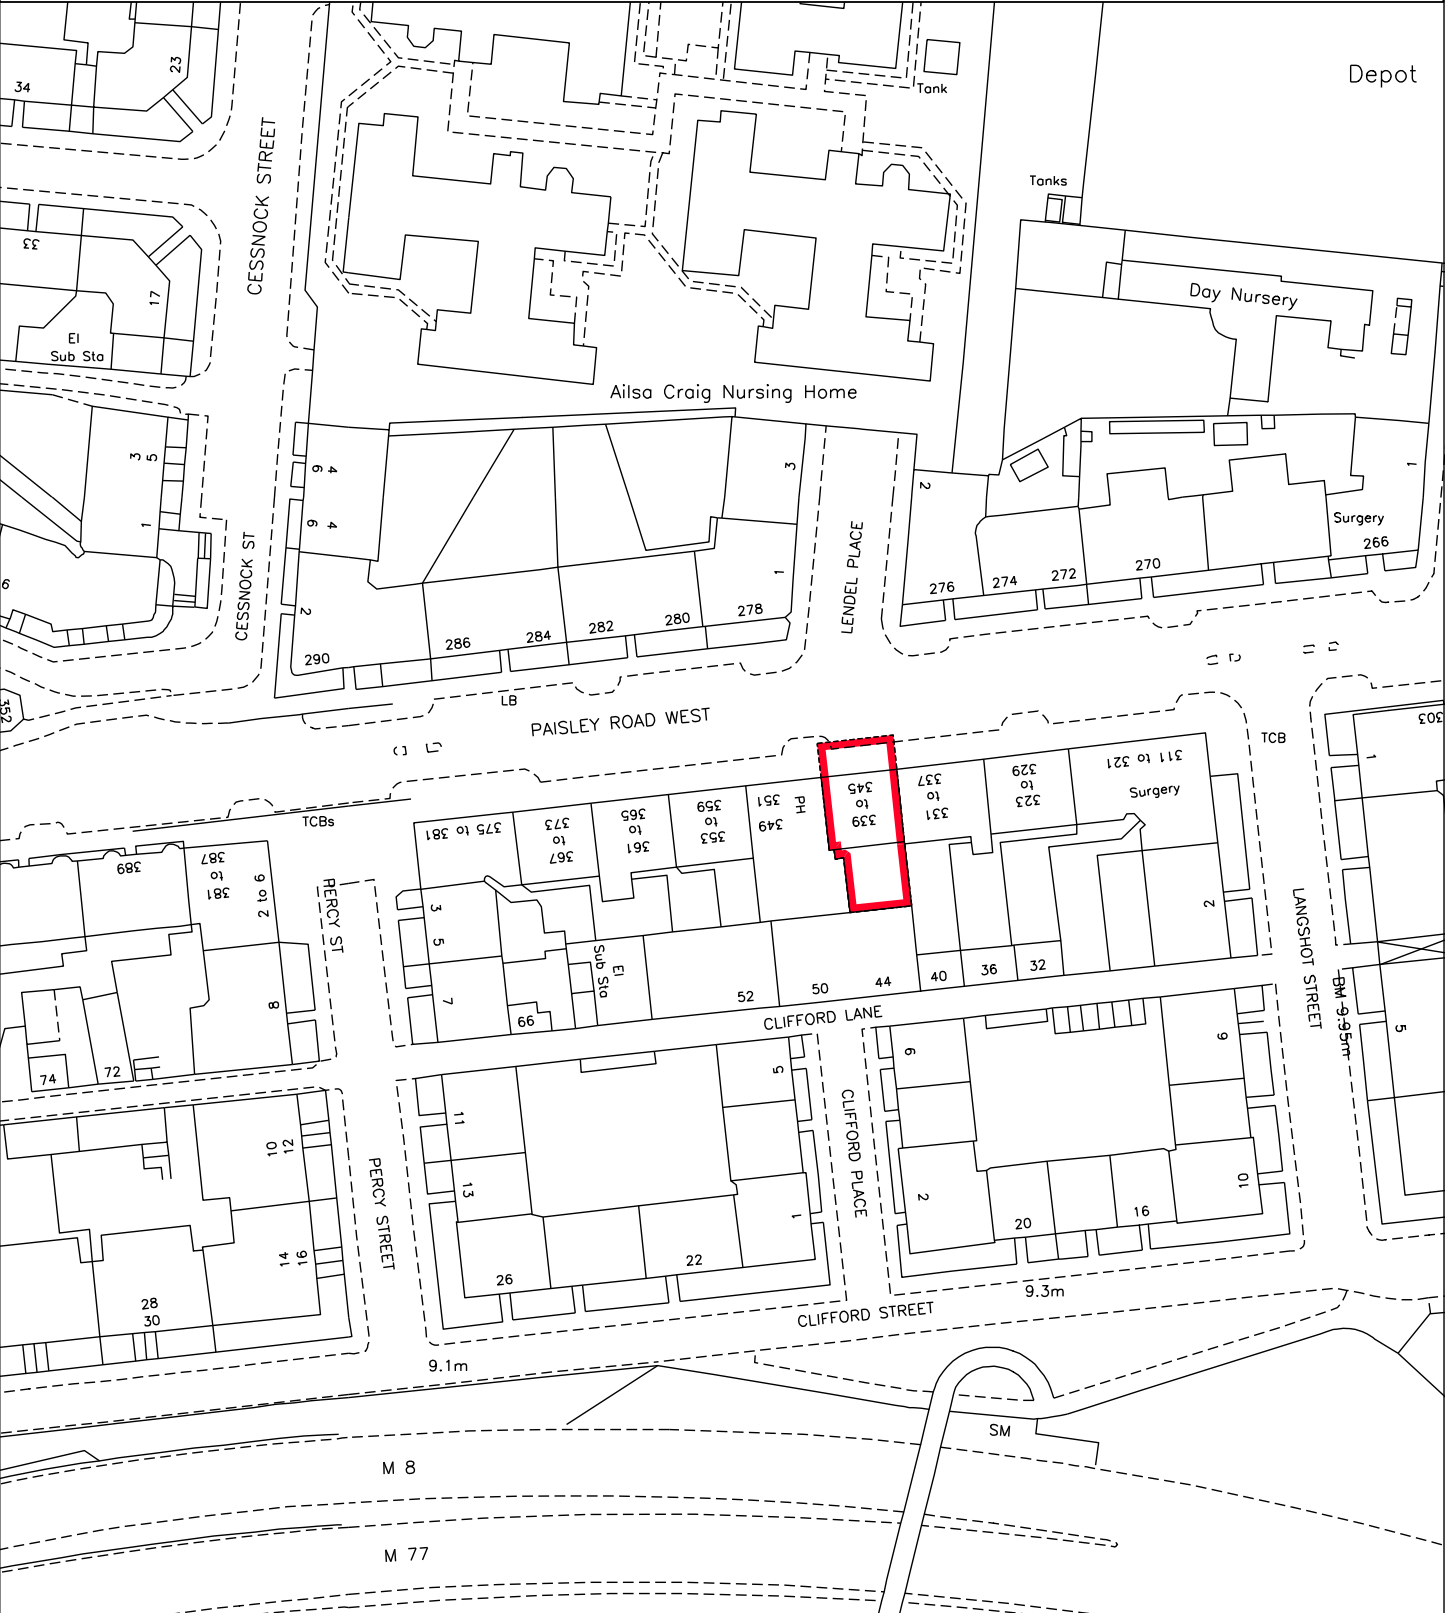 34
23
CESSNOCK STREET
Tank
Depot
Tanks
33
17
El
Sub Sta
Day Nursery
Ailsa Craig Nursing Home
3
5
1
6
4
6
4
3
2
1
Surgery
266
270
272
274
276
CESSNOCK ST
LENDEL PLACE
6
2
1
278
280
282
284
286
290
352
LB
PAISLEY ROAD WEST
TCB
303
1
TCBs
389
387
to
381
2 to 6
375 to 381
373
to
367
365
to
361
359
to
353
351
349
PH
345
to
339
337
to
331
329
to
323
311 to 321
Surgery
PERCY ST
3
5
7
El
Sub Sta
2
LANGSHOT STREET
BM 9.95m
8
66
52
50
44
40
36
32
CLIFFORD LANE
74
72
5
6
6
5
10
12
11
13
CLIFFORD PLACE
PERCY STREET
14
16
1
2
20
16
10
22
26
28
30
9.3m
CLIFFORD STREET
9.1m
SM
M 8
M 77